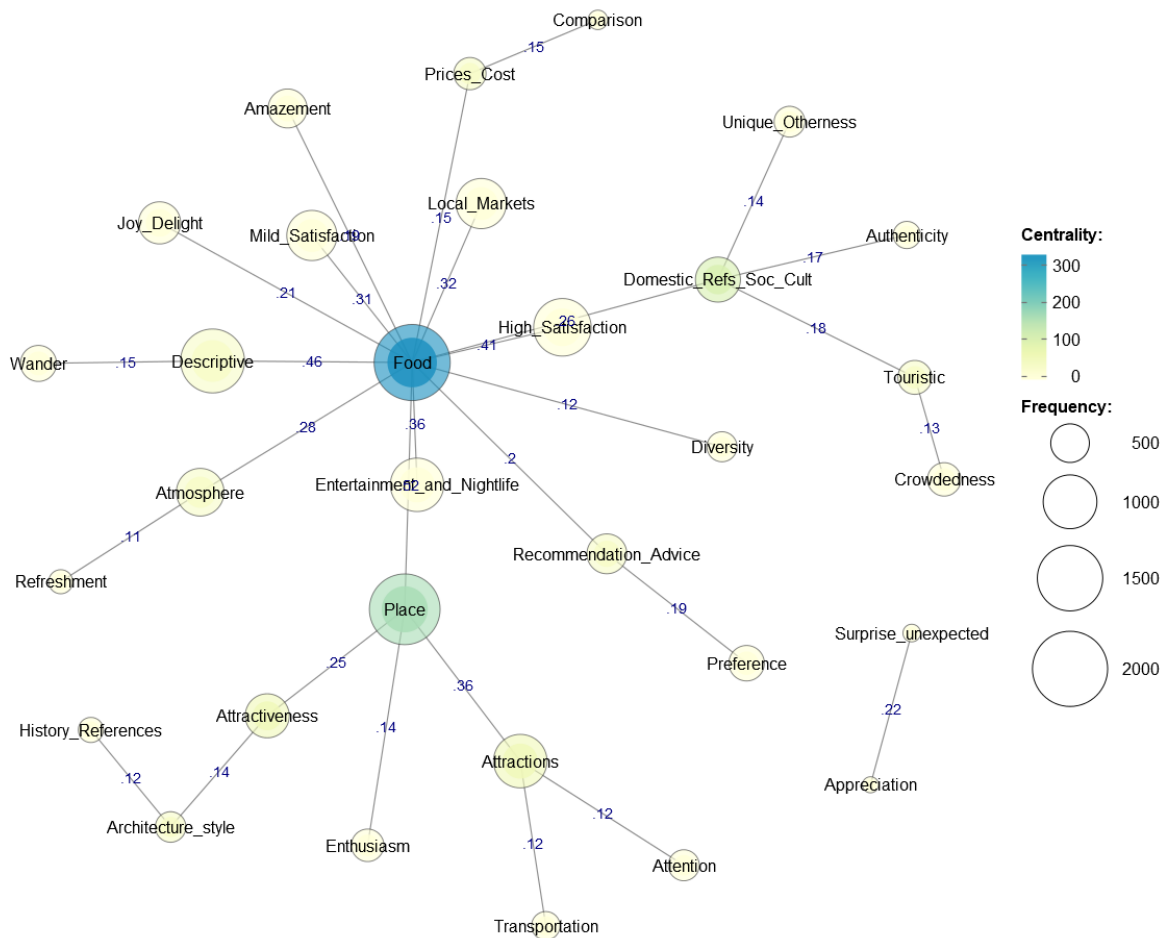 Comparison
.15
Prices_Cost
Amazement
Unique_Otherness
Local_Markets
.15
.14
Joy_Delight
Mild_Satisfaction
.19
Authenticity
.17
Centrality:
300
200
100
0
Domestic_Refs_Soc_Cult
.32
.21
.31
.26
High_Satisfaction
.18
.41
Wander
.15
Descriptive
.46
Food
Touristic
Frequency:
500
1000
1500
2000
.12
.28
.36
.13
Diversity
.2
Crowdedness
Atmosphere
Entertainment_and_Nightlife
.52
.11
Recommendation_Advice
Refreshment
Place
.19
Surprise_unexpected
.25
Preference
.36
.22
Attractiveness
.14
History_References
Attractions
.14
.12
Appreciation
.12
Architecture_style
Enthusiasm
.12
Attention
Transportation